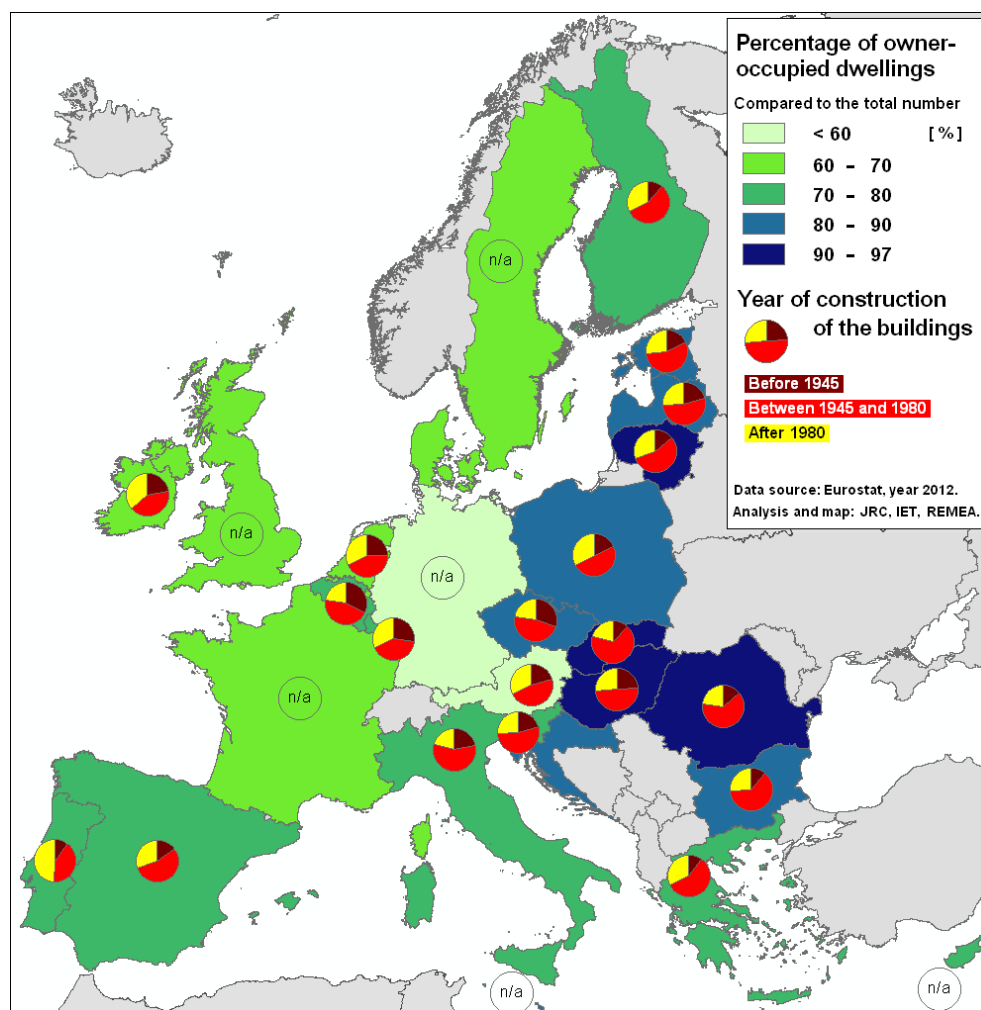 Percentage of owner-
occupied dwellings
Compared to the total number
< 60 [%]
60 – 70
70 – 80
80 – 90
90 – 97
Year of construction
of the buildings
Before 1945
Between 1945 and 1980
After 1980
Data source: Eurostat, year 2012.
Analysis and map: JRC, IET, REMEA.
n/a
n/a
n/a
n/a
n/a
n/a